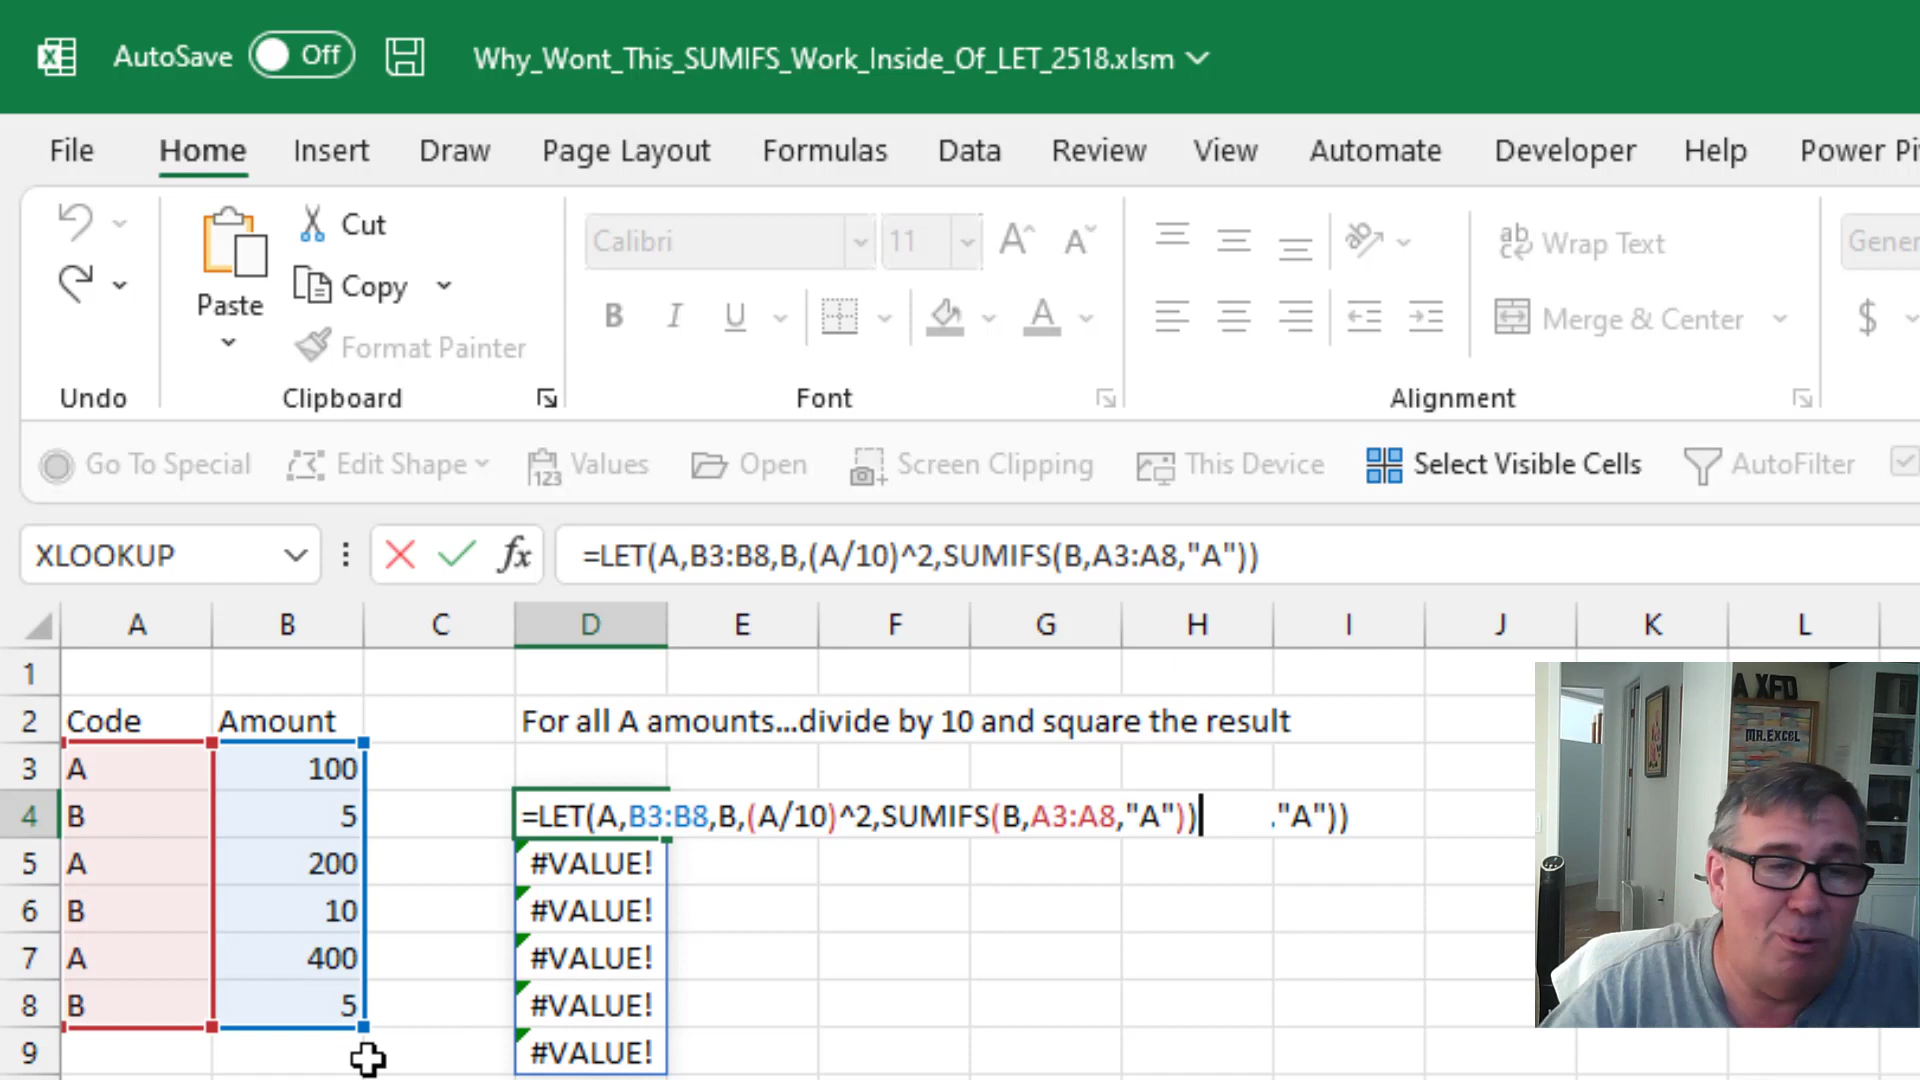 AutoSave Off Why_Wont_This_SUMIFS_Work_Inside_Of_LET_2518.xlsm
File Home Insert Draw Page Layout Formulas Data Review View Automate Developer Help Power Pi
Cut
Calibri 11 A A ab Wrap Text Gener
Copy
Paste
B I U A Merge & Center $
Format Painter
Undo Clipboard Font Alignment
Go To Special Edit Shape 123 Values Open Screen Clipping This Device Select Visible Cells AutoFilter
XLOOKUP fx =LET(A,B3:B8,B,(A/10)^2,SUMIFS(B,A3:A8,"A"))
A B C D E F G H I J K L
1
2 Code Amount For all A amounts...divide by 10 and square the result
3 A 100
4 B 5 =LET(A,B3:B8,B,(A/10)^2,SUMIFS(B,A3:A8,"A")) ."A"))
5 A 200 #VALUE!
6 B 10 #VALUE!
7 A 400 #VALUE!
8 B 5 #VALUE!
9 #VALUE!
A XFD
MR.EXCEL